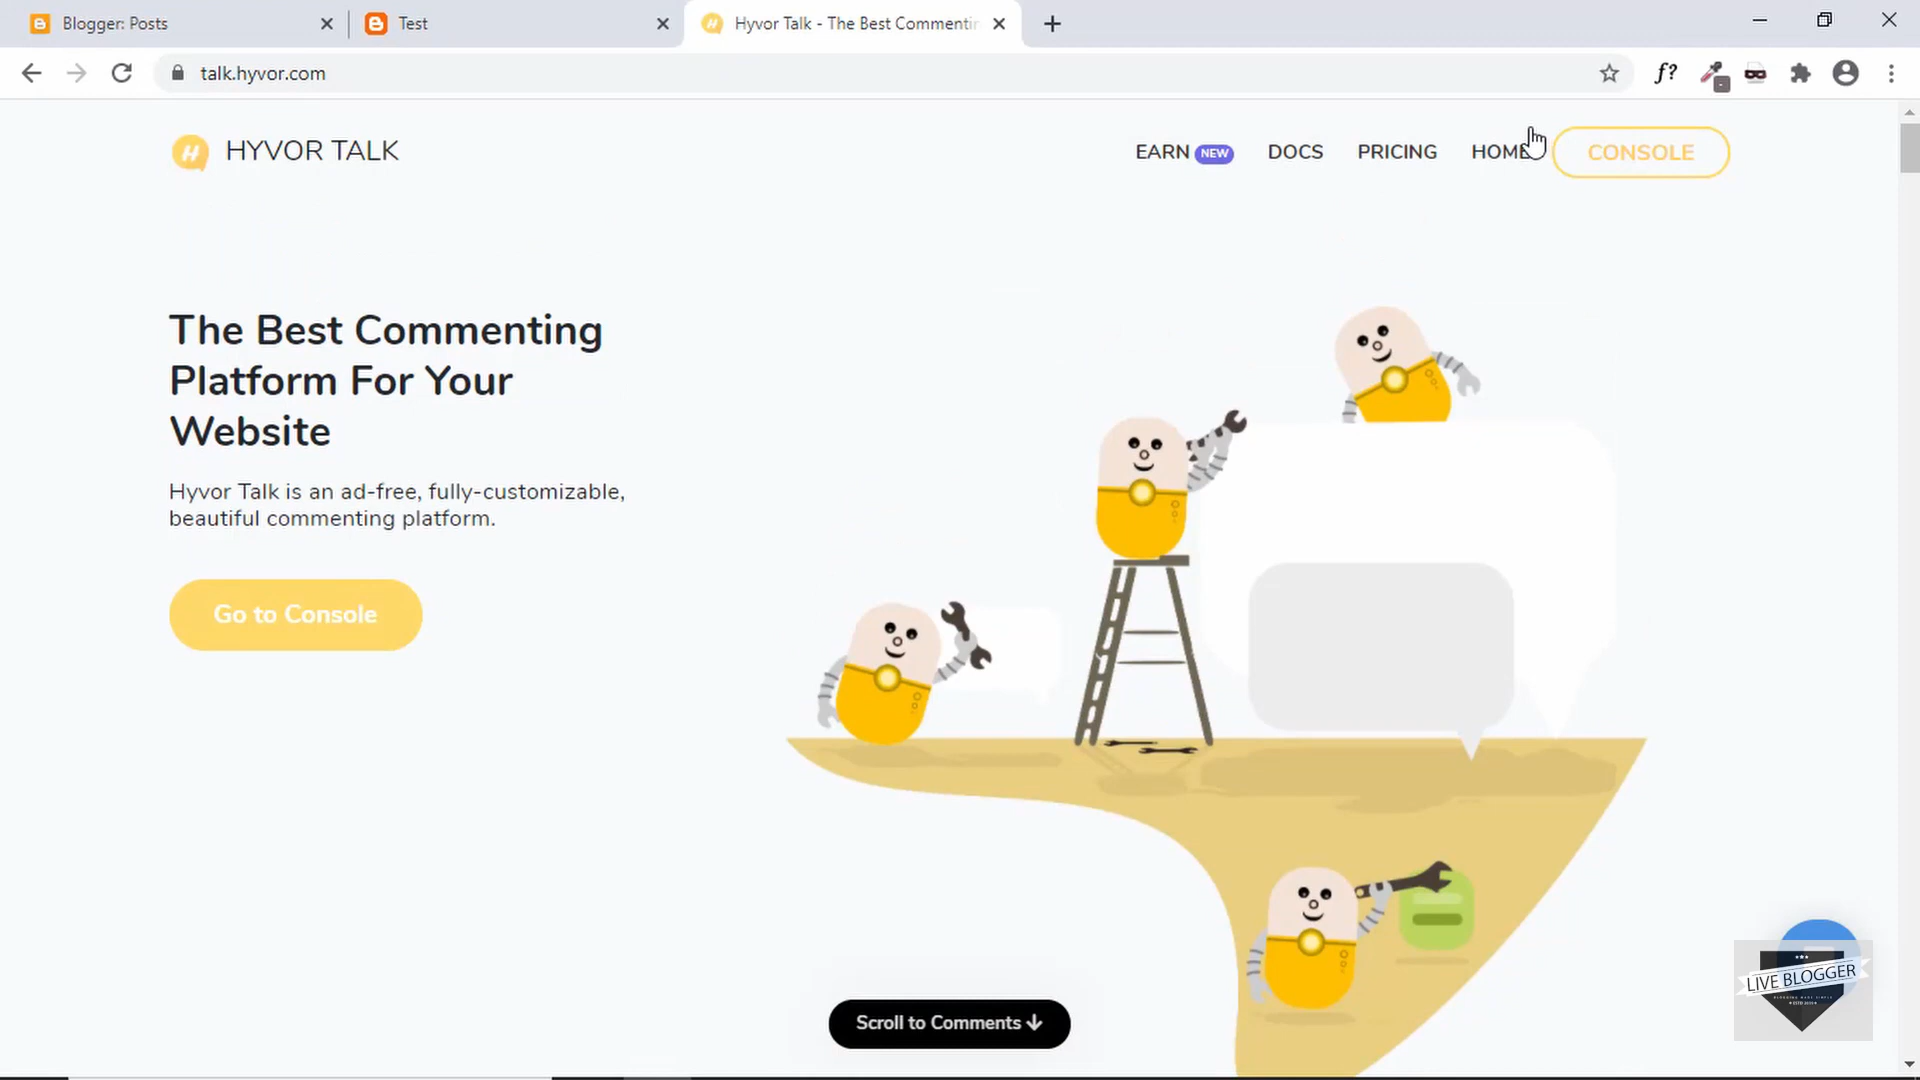 Blogger: Posts
Test
Hyvor Talk - The Best Commentin
talk.hyvor.com
f?
HYVOR TALK
EARN NEW
DOCS
PRICING
HOME
CONSOLE
The Best Commenting
Platform For Your
Website
Hyvor Talk is an ad-free, fully-customizable,
beautiful commenting platform.
Go to Console
Scroll to Comments
LIVE BLOGGER